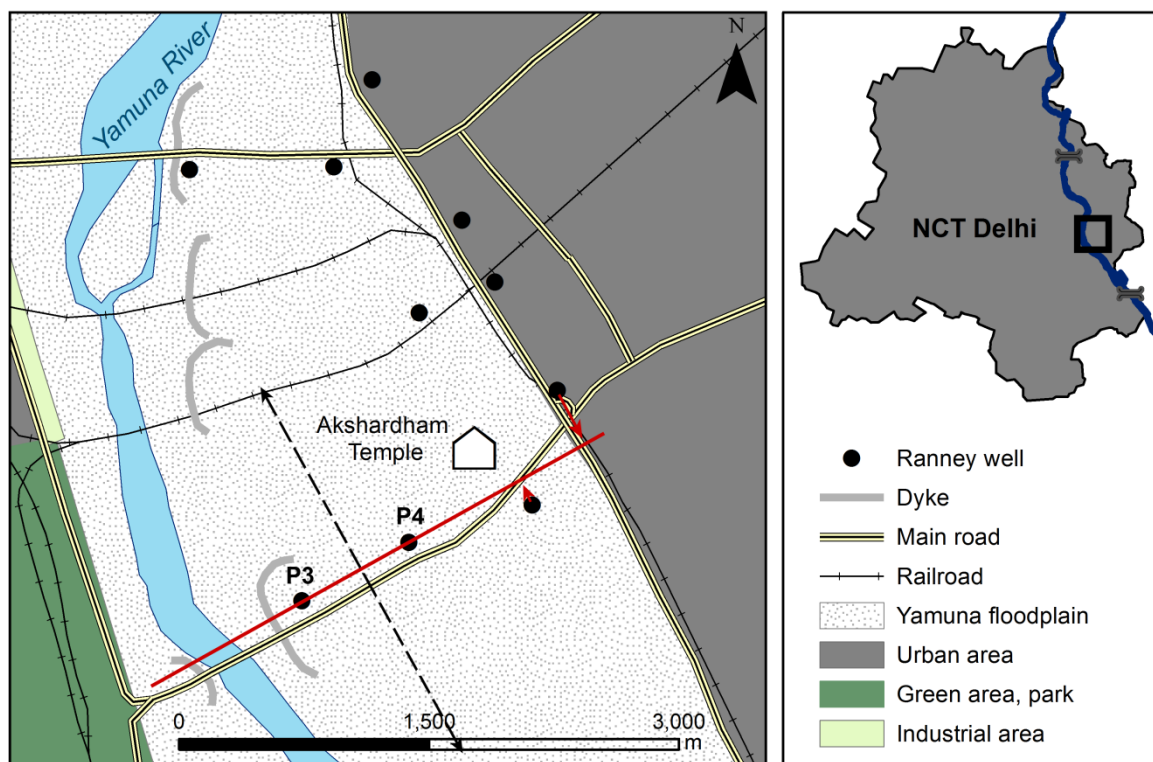 Yamuna River
N
Akshardham
Temple
P4
P3
0
1,500
3,000
m
NCT Delhi
Ranney well
Dyke
Main road
Railroad
Yamuna floodplain
Urban area
Green area, park
Industrial area